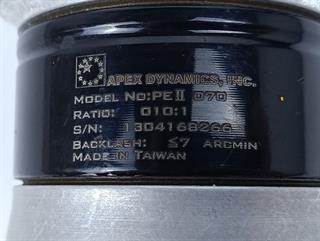 APEX DYNAMICS, INC.
MODEL NO:PEII 070
RATIO: 010:1
S/N: 1304168266
BACKLASH: ≤7 ARCMIN
MADE IN TAIWAN